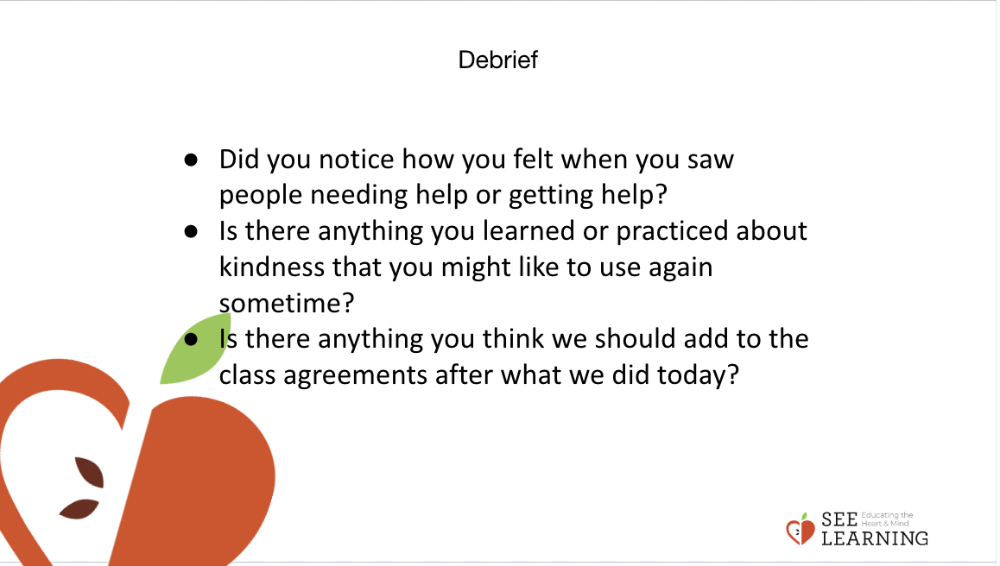 Debrief
● Did you notice how you felt when you saw
people needing help or getting help?
● Is there anything you learned or practiced about
kindness that you might like to use again
sometime?
● Is there anything you think we should add to the
class agreements after what we did today?
SEE Educating the
Heart & Mind
LEARNING